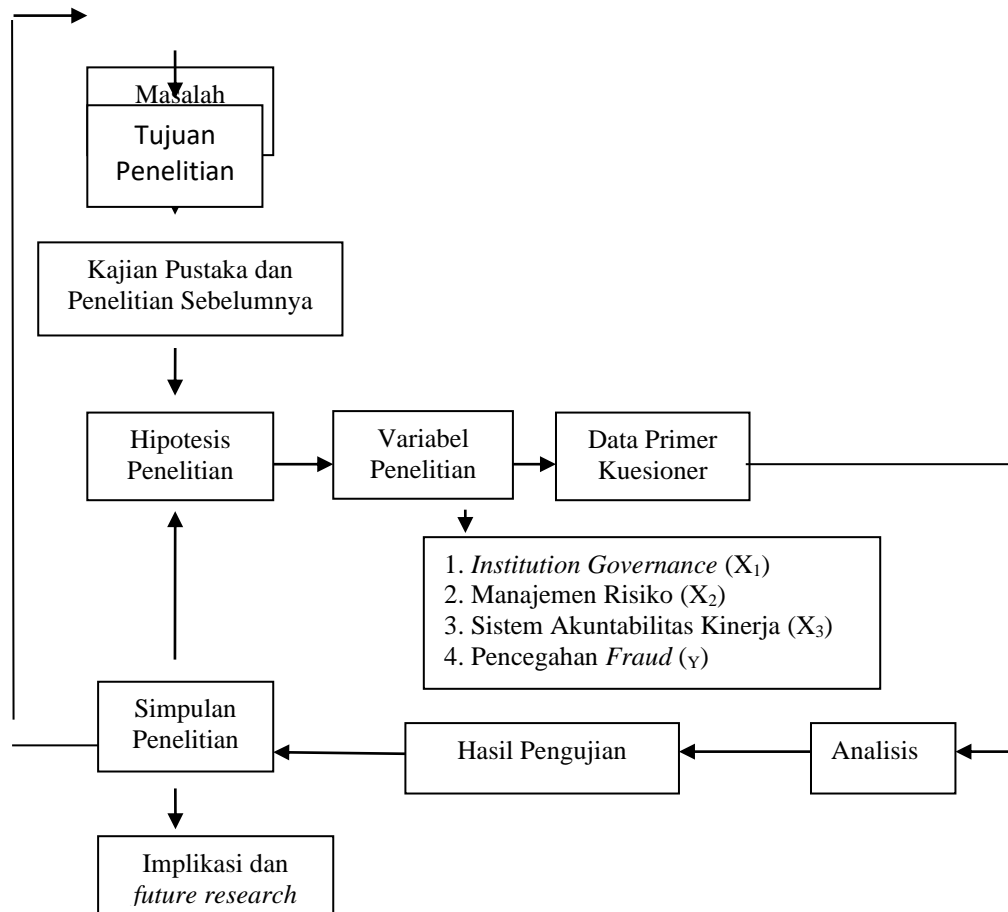 Masalah
Tujuan
Penelitian
Kajian Pustaka dan
Penelitian Sebelumnya
Hipotesis
Penelitian
Variabel
Penelitian
Data Primer
Kuesioner
1. Institution Governance (X₁)
2. Manajemen Risiko (X₂)
3. Sistem Akuntabilitas Kinerja (X₃)
4. Pencegahan Fraud (Y)
Simpulan
Penelitian
Hasil Pengujian
Analisis
Implikasi dan
future research